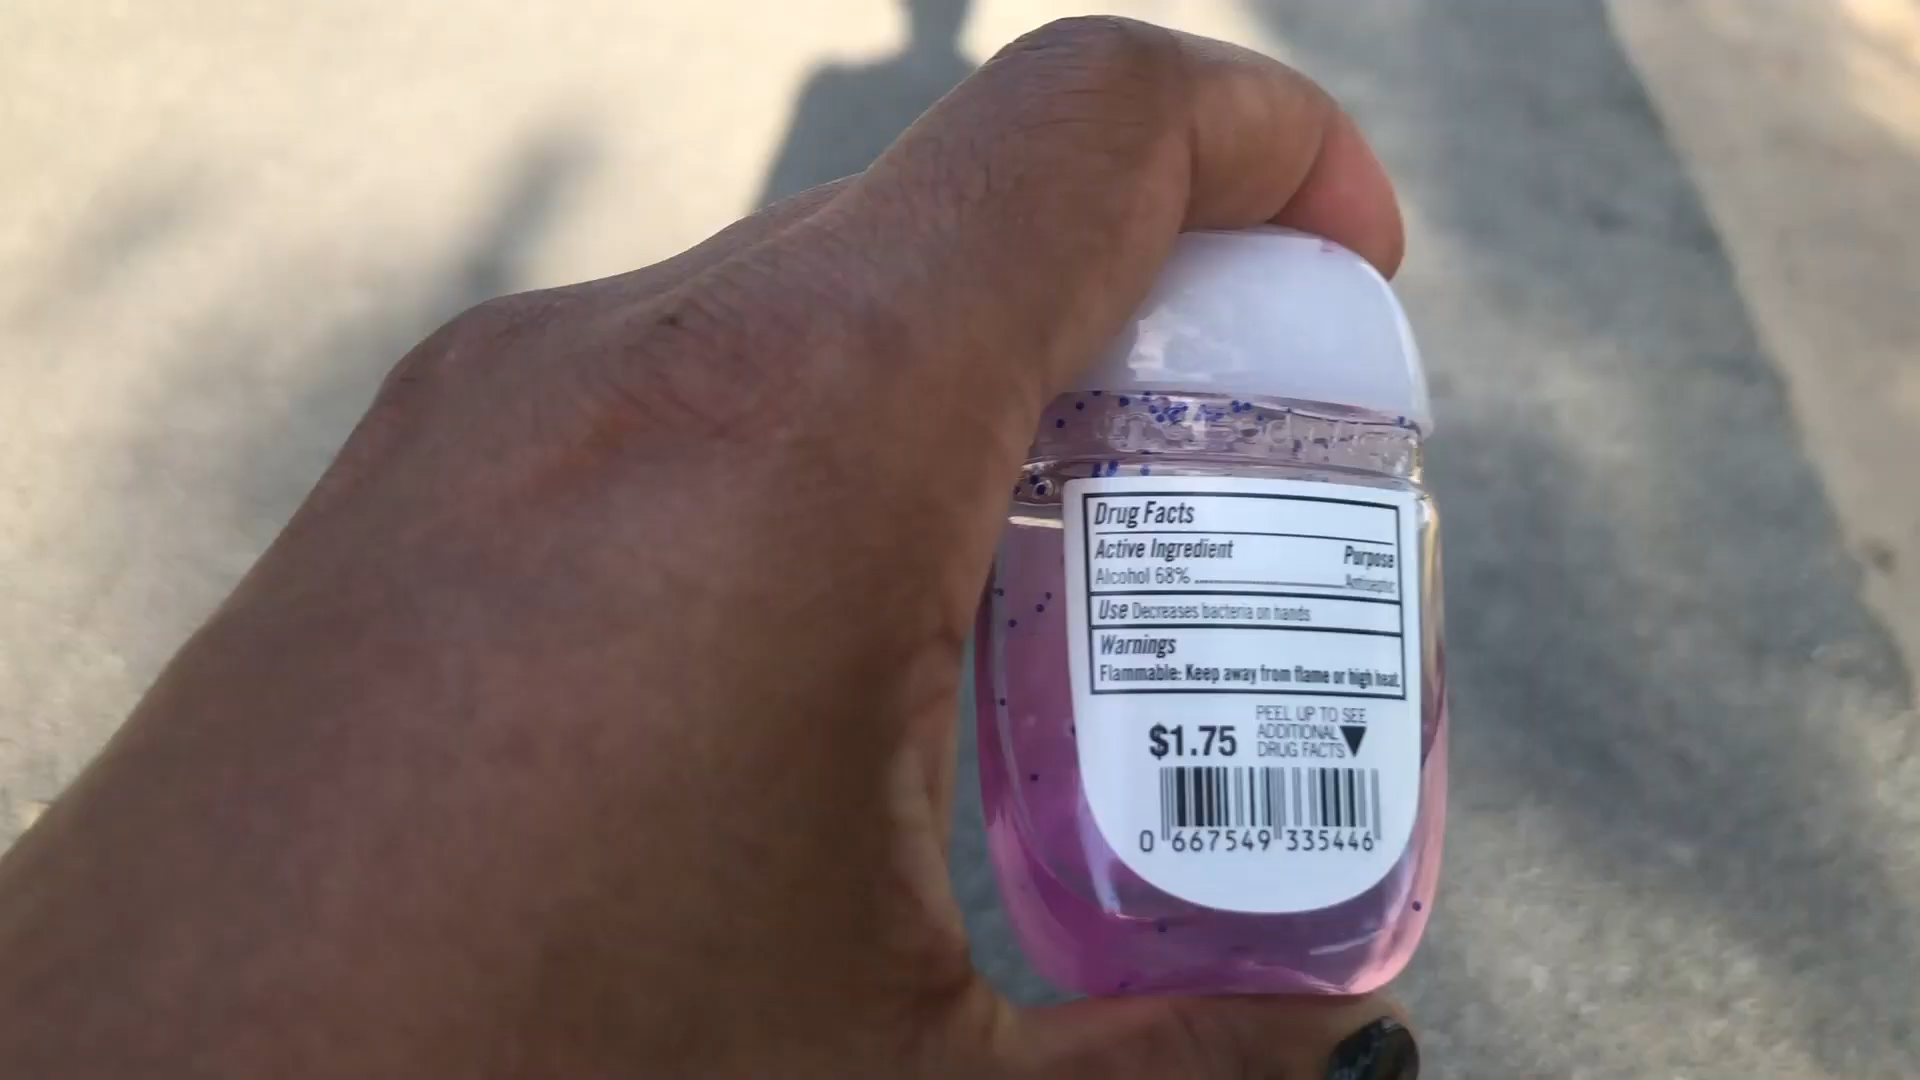 Drug Facts
Active Ingredient Purpose
Alcohol 68% ........................ Antiseptic
Use Decreases bacteria on hands
Warnings
Flammable: Keep away from flame or high heat.
$1.75
PEEL UP TO SEE
ADDITIONAL
DRUG FACTS
0 667549 335446